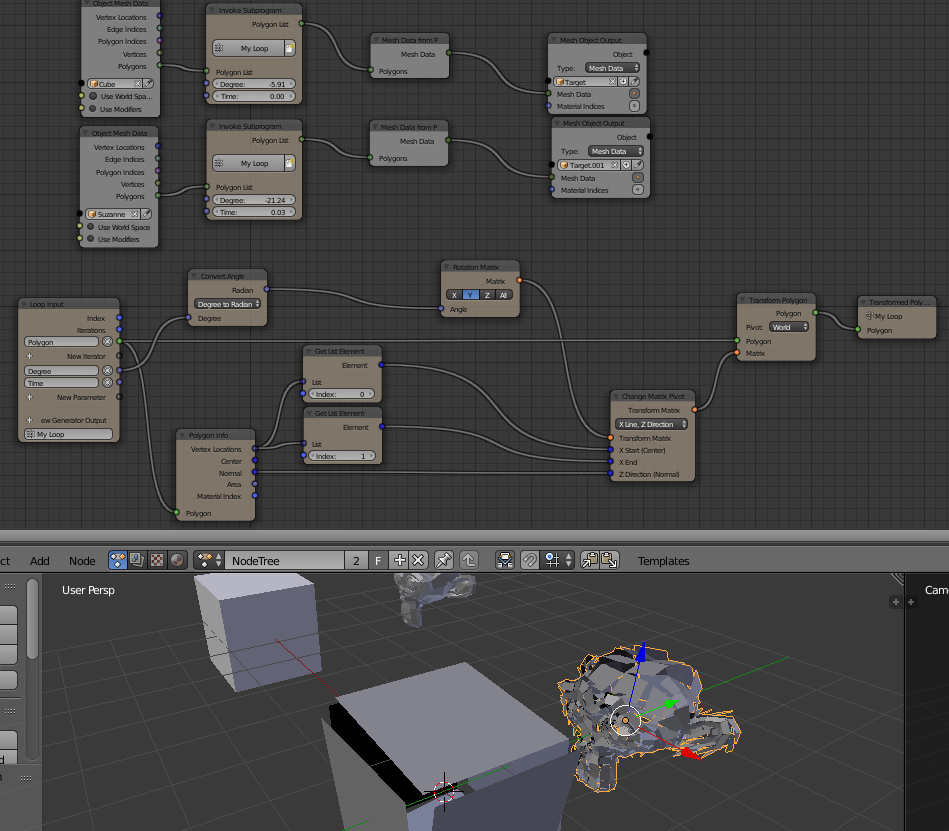 Object Mesh Data
Vertex Locations
Edge Indices
Polygon Indices
Vertices
Polygons
Cube
Use World Spa...
Use Modifiers
Invoke Subprogram
Polygon List
My Loop
Polygon List
Degree: -5.91
Time: 0.00
Mesh Data from P
Mesh Data
Polygons
Mesh Object Output
Object
Type: Mesh Data
Target
Mesh Data
Material Indices
Object Mesh Data
Vertex Locations
Edge Indices
Polygon Indices
Vertices
Polygons
Suzanne
Use World Space
Use Modifiers
Invoke Subprogram
Polygon List
My Loop
Polygon List
Degree: -21.24
Time: 0.03
Mesh Data from P
Mesh Data
Polygons
Mesh Object Output
Object
Type: Mesh Data
Target.001
Mesh Data
Material Indices
Loop Input
Index
Iterations
Polygon
New Iterator
Degree
Time
New Parameter
ew Generator Output
My Loop
Convert Angle
Radian
Degree to Radian
Degree
Polygon Info
Vertex Locations
Center
Normal
Area
Material Index
Polygon
Get List Element
Element
List
Index: 0
Get List Element
Element
List
Index: 1
Rotation Matrix
Matrix
X Y Z All
Angle
Change Matrix Pivot
Transform Matrix
X Line, Z Direction
Transform Matrix
X Start (Center)
X End
Z Direction (Normal)
Transform Polygon
Polygon
Pivot: World
Polygon
Matrix
Transformed Poly...
My Loop
Polygon
ct Add Node NodeTree 2 F Templates
User Persp
Cam